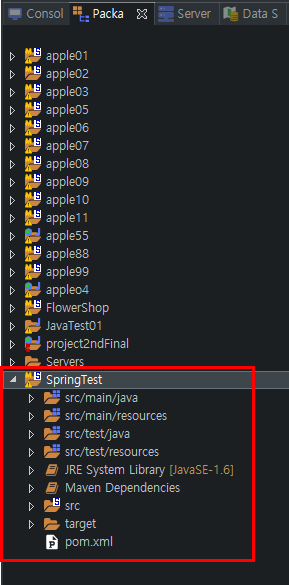 Consol Packa Server Data S
apple01
apple02
apple03
apple05
apple06
apple07
apple08
apple09
apple10
apple11
apple55
apple88
apple99
appleo4
FlowerShop
JavaTest01
project2ndFinal
Servers
SpringTest
src/main/java
src/main/resources
src/test/java
src/test/resources
JRE System Library [JavaSE-1.6]
Maven Dependencies
src
target
pom.xml